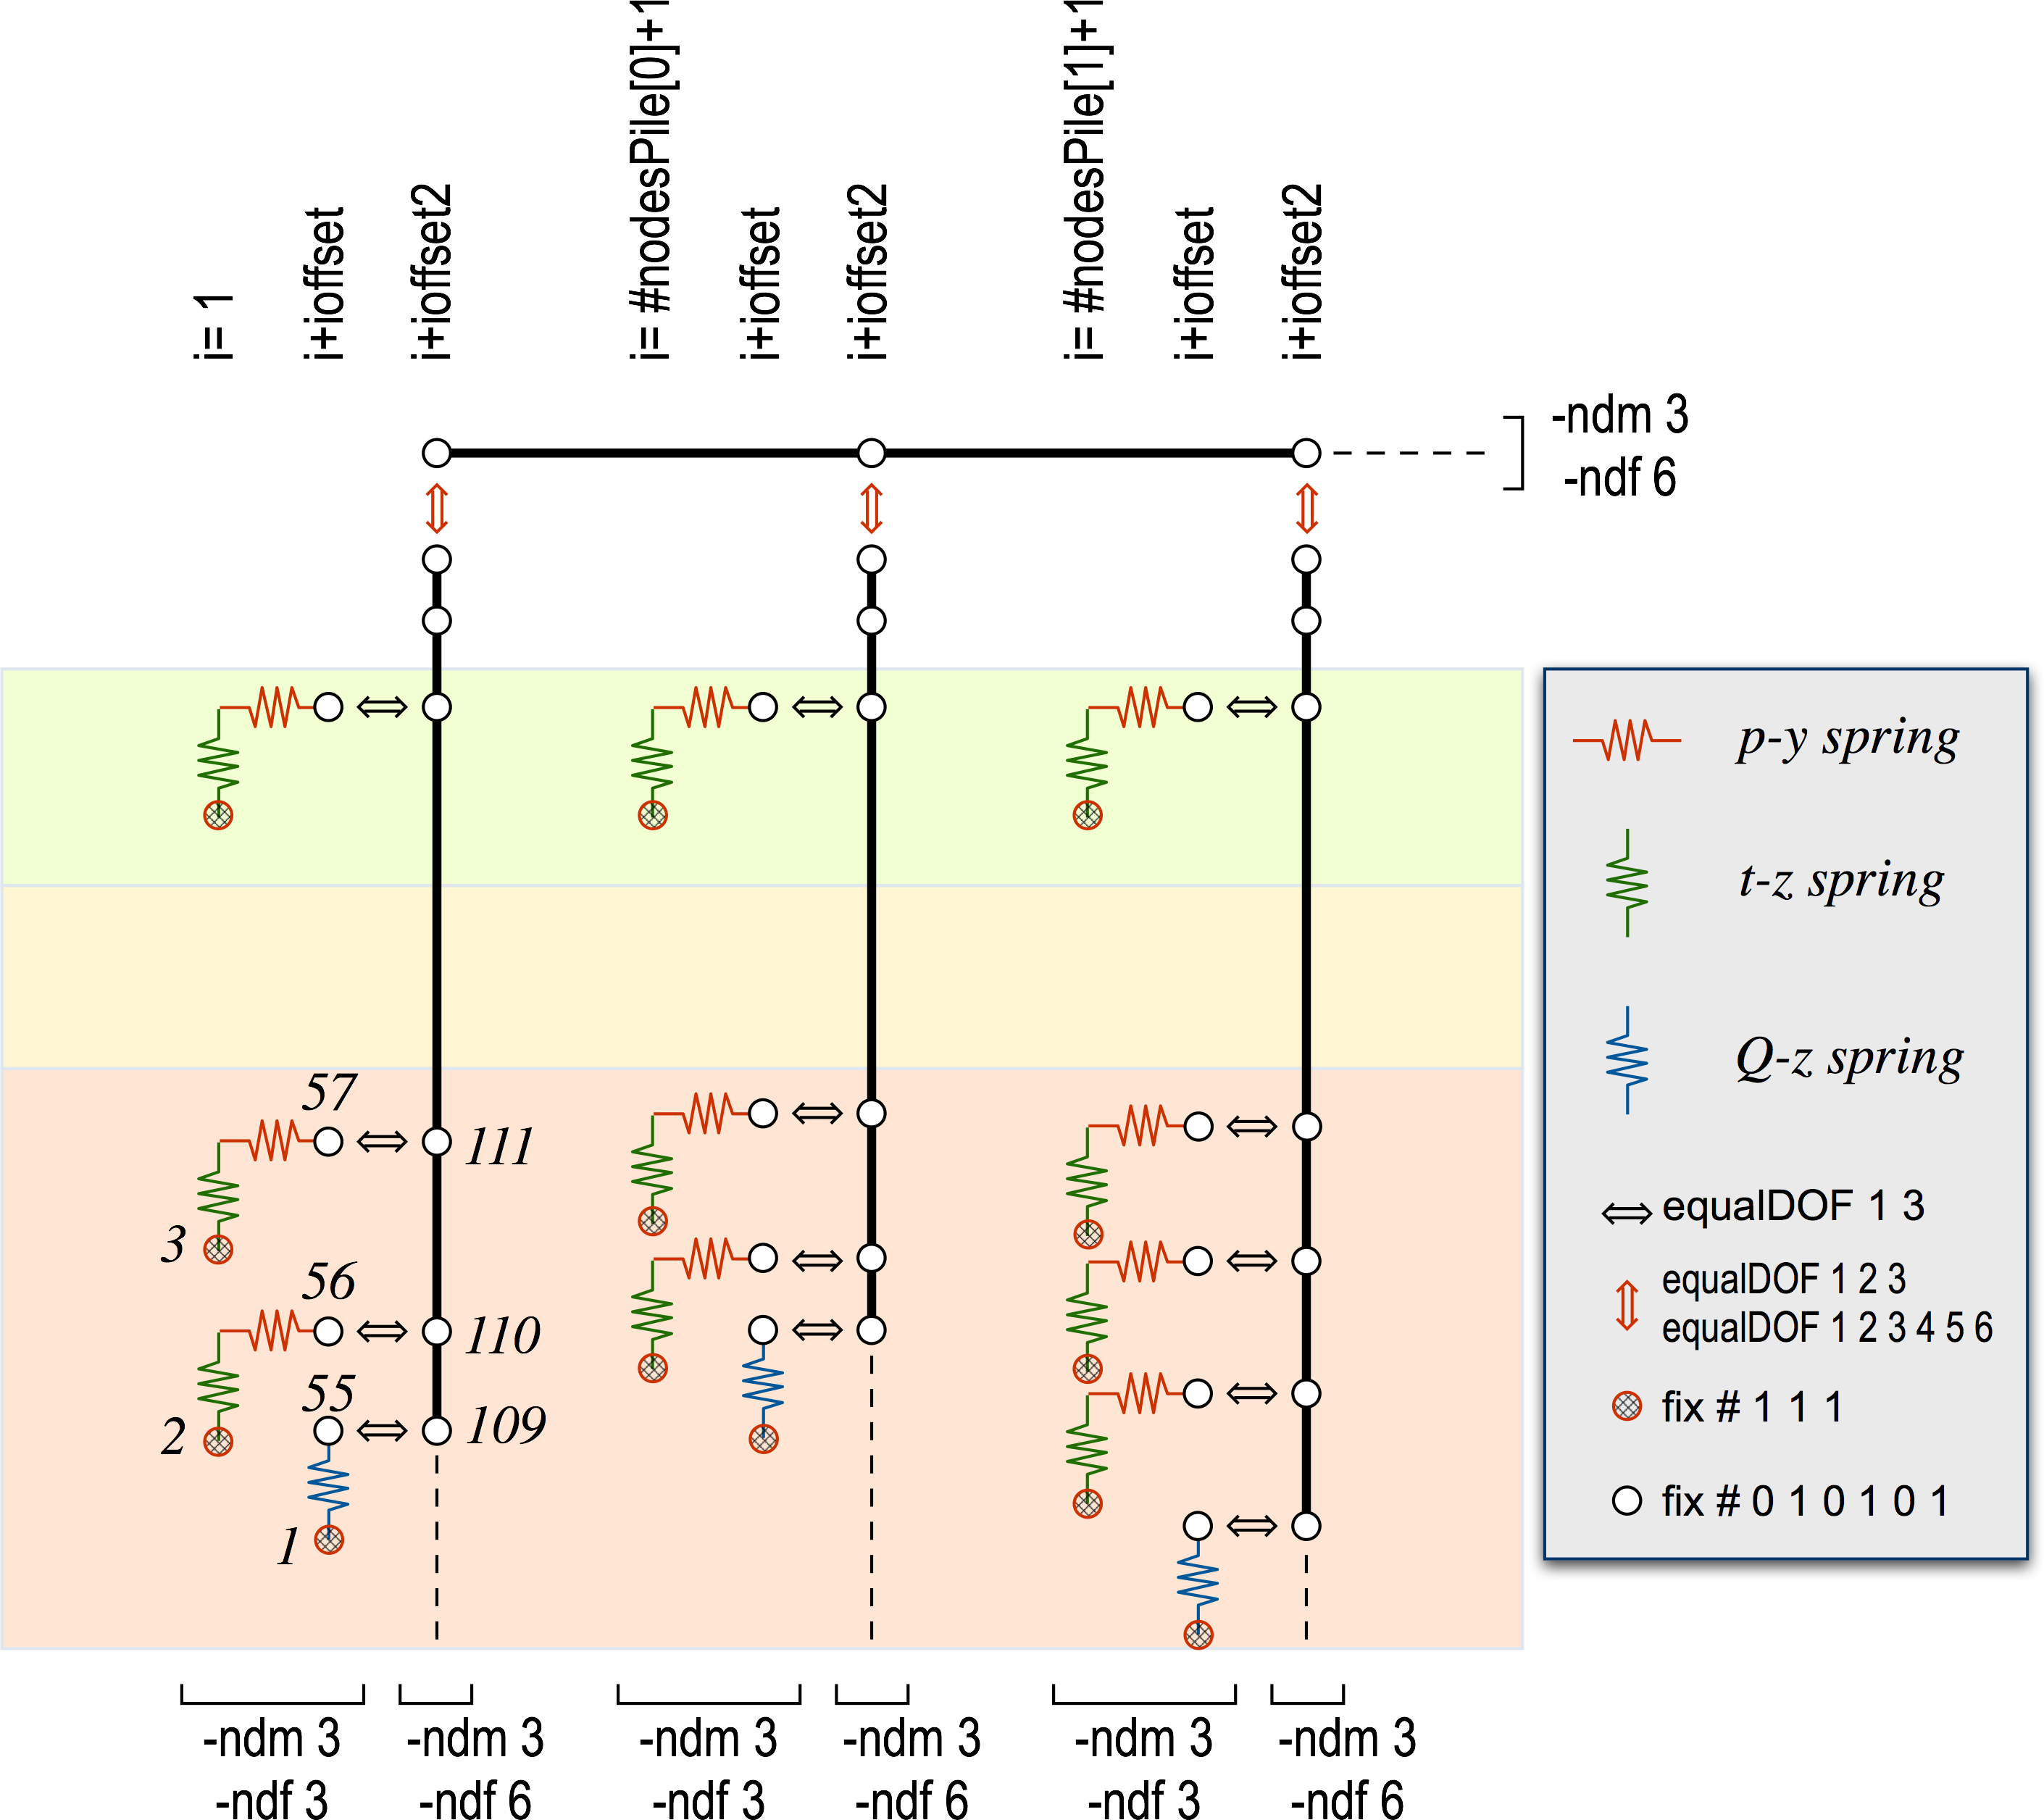 i= 1
i+ioffset
i+ioffset2
i= #nodesPile[0]+1
i+ioffset
i+ioffset2
i= #nodesPile[1]+1
i+ioffset
i+ioffset2
-ndm 3
-ndf 6
p-y spring
t-z spring
Q-z spring
equalDOF 1 3
equalDOF 1 2 3
equalDOF 1 2 3 4 5 6
fix # 1 1 1
fix # 0 1 0 1 0 1
57
111
3
56
110
55
2
109
1
-ndm 3
-ndf 3
-ndm 3
-ndf 6
-ndm 3
-ndf 3
-ndm 3
-ndf 6
-ndm 3
-ndf 3
-ndm 3
-ndf 6